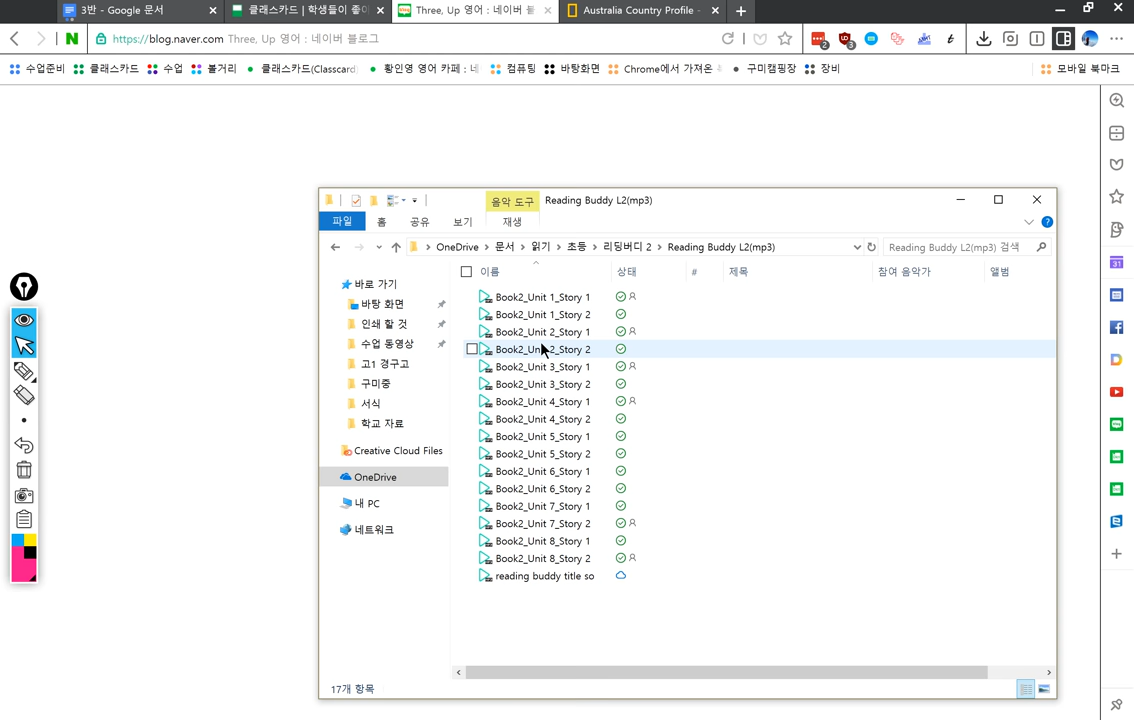 3반 - Google 문서
클래스카드 | 학생들이 좋아
Three, Up 영어 : 네이버 블
Australia Country Profile -
https://blog.naver.com Three, Up 영어 : 네이버 블로그
2
3
수업준비
클래스카드
수업
볼거리
클래스카드(Classcard)
황인영 영어 카페 : 네
컴퓨팅
바탕화면
Chrome에서 가져온
구미캠핑장
장비
모바일 북마크
음악 도구
Reading Buddy L2(mp3)
파일
홈
공유
보기
재생
OneDrive > 문서 > 읽기 > 초등 > 리딩버디 2 > Reading Buddy L2(mp3)
Reading Buddy L2(mp3) 검색
이름
상태
#
제목
참여 음악가
앨범
바로 가기
바탕 화면
인쇄 할 것
수업 동영상
고1 경구고
구미중
서식
학교 자료
Creative Cloud Files
OneDrive
내 PC
네트워크
Book2_Unit 1_Story 1
Book2_Unit 1_Story 2
Book2_Unit 2_Story 1
Book2_Unit 2_Story 2
Book2_Unit 3_Story 1
Book2_Unit 3_Story 2
Book2_Unit 4_Story 1
Book2_Unit 4_Story 2
Book2_Unit 5_Story 1
Book2_Unit 5_Story 2
Book2_Unit 6_Story 1
Book2_Unit 6_Story 2
Book2_Unit 7_Story 1
Book2_Unit 7_Story 2
Book2_Unit 8_Story 1
Book2_Unit 8_Story 2
reading buddy title so
17개 항목
31